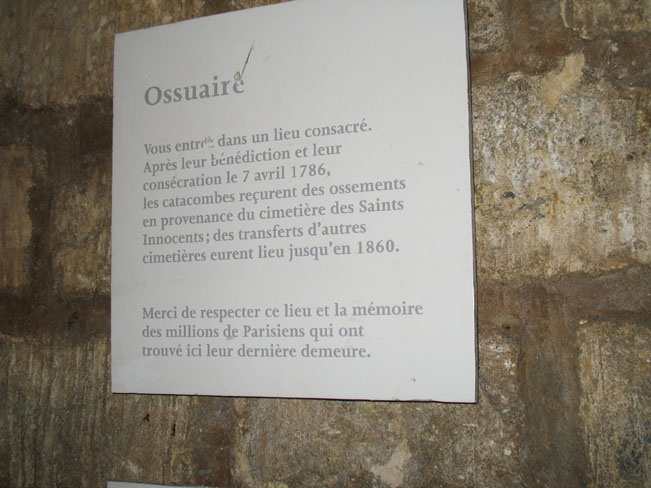 Ossuaire
Vous entrez dans un lieu consacré.
Après leur bénédiction et leur
consécration le 7 avril 1786,
les catacombes reçurent des ossements
en provenance du cimetière des Saints
Innocents ; des transferts d'autres
cimetières eurent lieu jusqu'en 1860.
Merci de respecter ce lieu et la mémoire
des millions de Parisiens qui ont
trouvé ici leur dernière demeure.